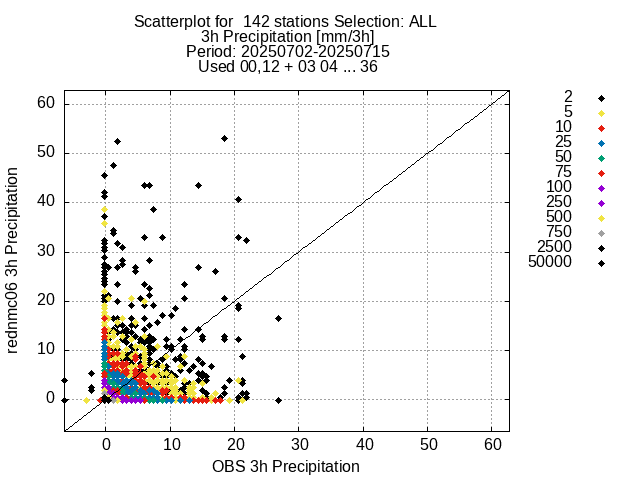 Scatterplot for  142 stations Selection: ALL
3h Precipitation [mm/3h]
Period: 20250702-20250715
Used 00,12 + 03 04 ... 36
rednmc06 3h Precipitation
60
50
40
30
20
10
0
0 10 20 30 40 50 60
OBS 3h Precipitation
2
5
10
25
50
75
100
250
500
750
2500
50000